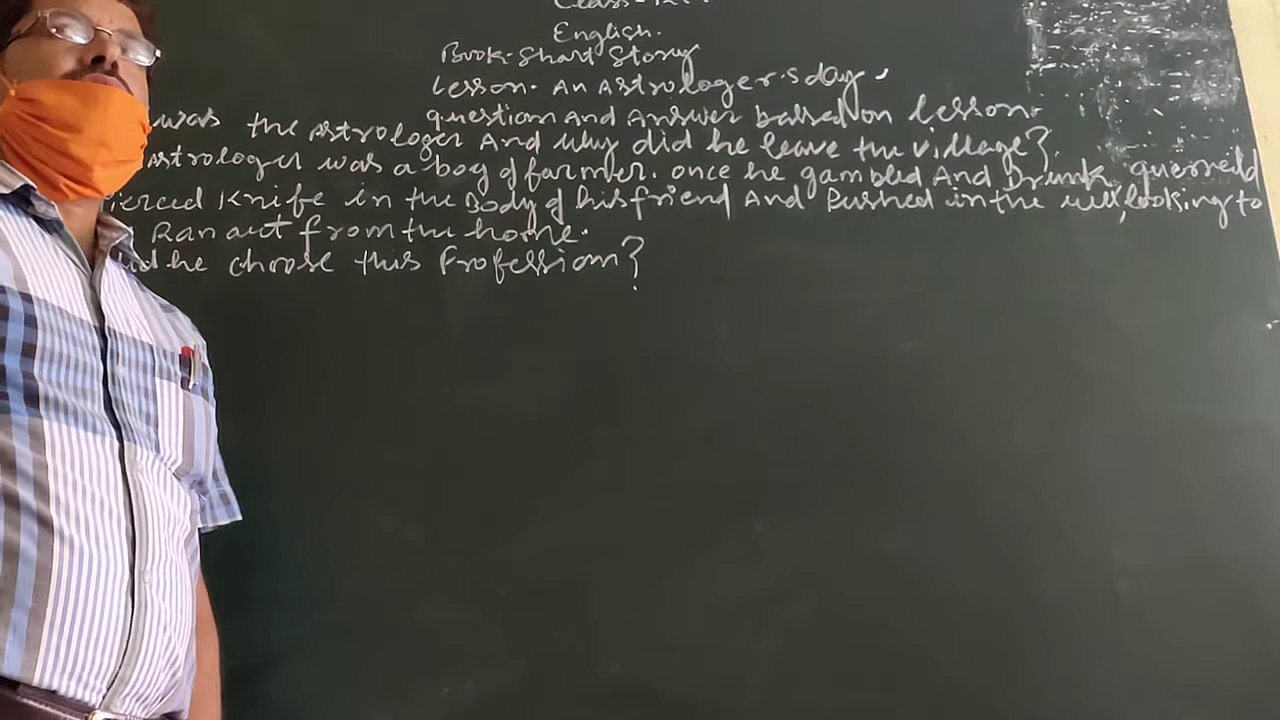 Class-12
English.
Book-Short Story
Lesson. An Astrologer.s day.
question And Answer based on lesson.
was the Astrologer And why did he leave the village?
Astrologer was a boy of farmer. once he gambled And Drink, querreld
Knife in the Body of his friend And Pushed in the well, looking to
Ran out from the home.
he choose this Profession?